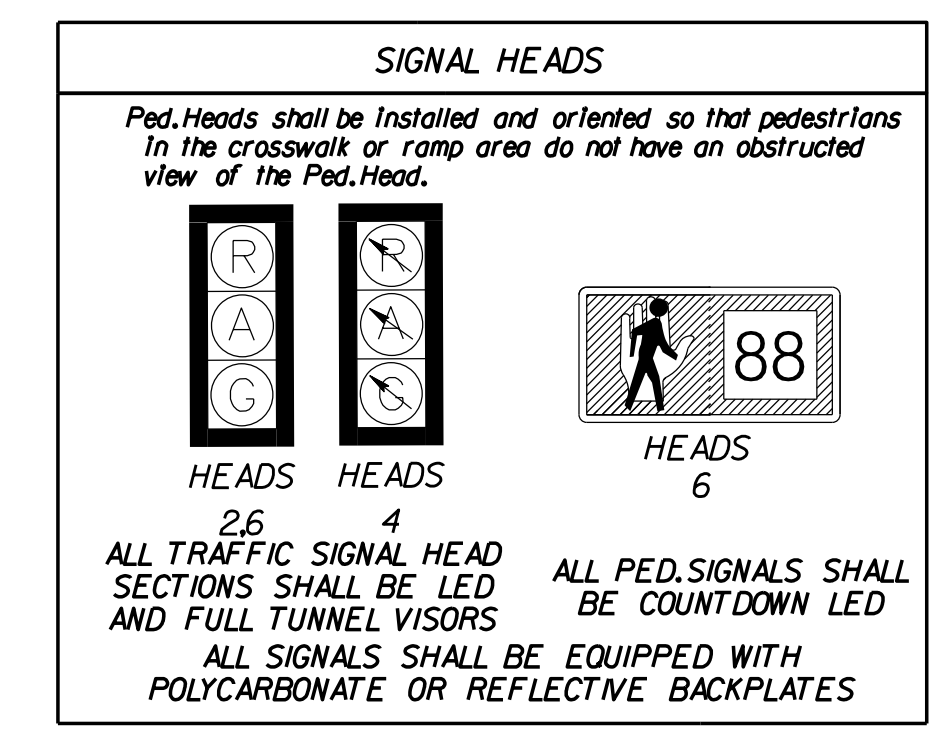 SIGNAL HEADS
Ped. Heads shall be installed and oriented so that pedestrians
in the crosswalk or ramp area do not have an obstructed
view of the Ped. Head.
R
A
G
R
A
G
88
HEADS
2,6
HEADS
4
HEADS
6
ALL TRAFFIC SIGNAL HEAD
SECTIONS SHALL BE LED
AND FULL TUNNEL VISORS
ALL PED. SIGNALS SHALL
BE COUNTDOWN LED
ALL SIGNALS SHALL BE EQUIPPED WITH
POLYCARBONATE OR REFLECTIVE BACKPLATES